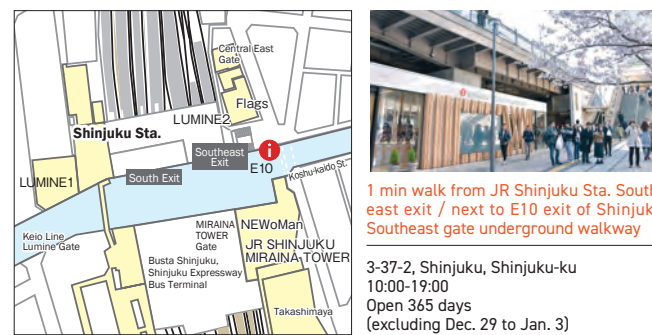 Central East
Gate
Flags
LUMINE2
Shinjuku Sta.
Southeast
Exit
i
E10
Koshu-kaido St.
South Exit
LUMINE1
Keio Line
Lumine Gate
MIRAINA
TOWER
Gate
NEWoMan
JR SHINJUKU
MIRAINA TOWER
Busta Shinjuku,
Shinjuku Expressway
Bus Terminal
Takashimaya
1 min walk from JR Shinjuku Sta. South
east exit / next to E10 exit of Shinjuk
Southeast gate underground walkway
3-37-2, Shinjuku, Shinjuku-ku
10:00-19:00
Open 365 days
(excluding Dec. 29 to Jan. 3)